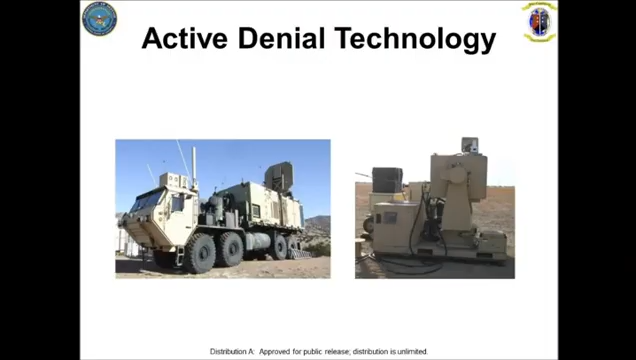 Active Denial Technology
Distribution A: Approved for public release; distribution is unlimited.